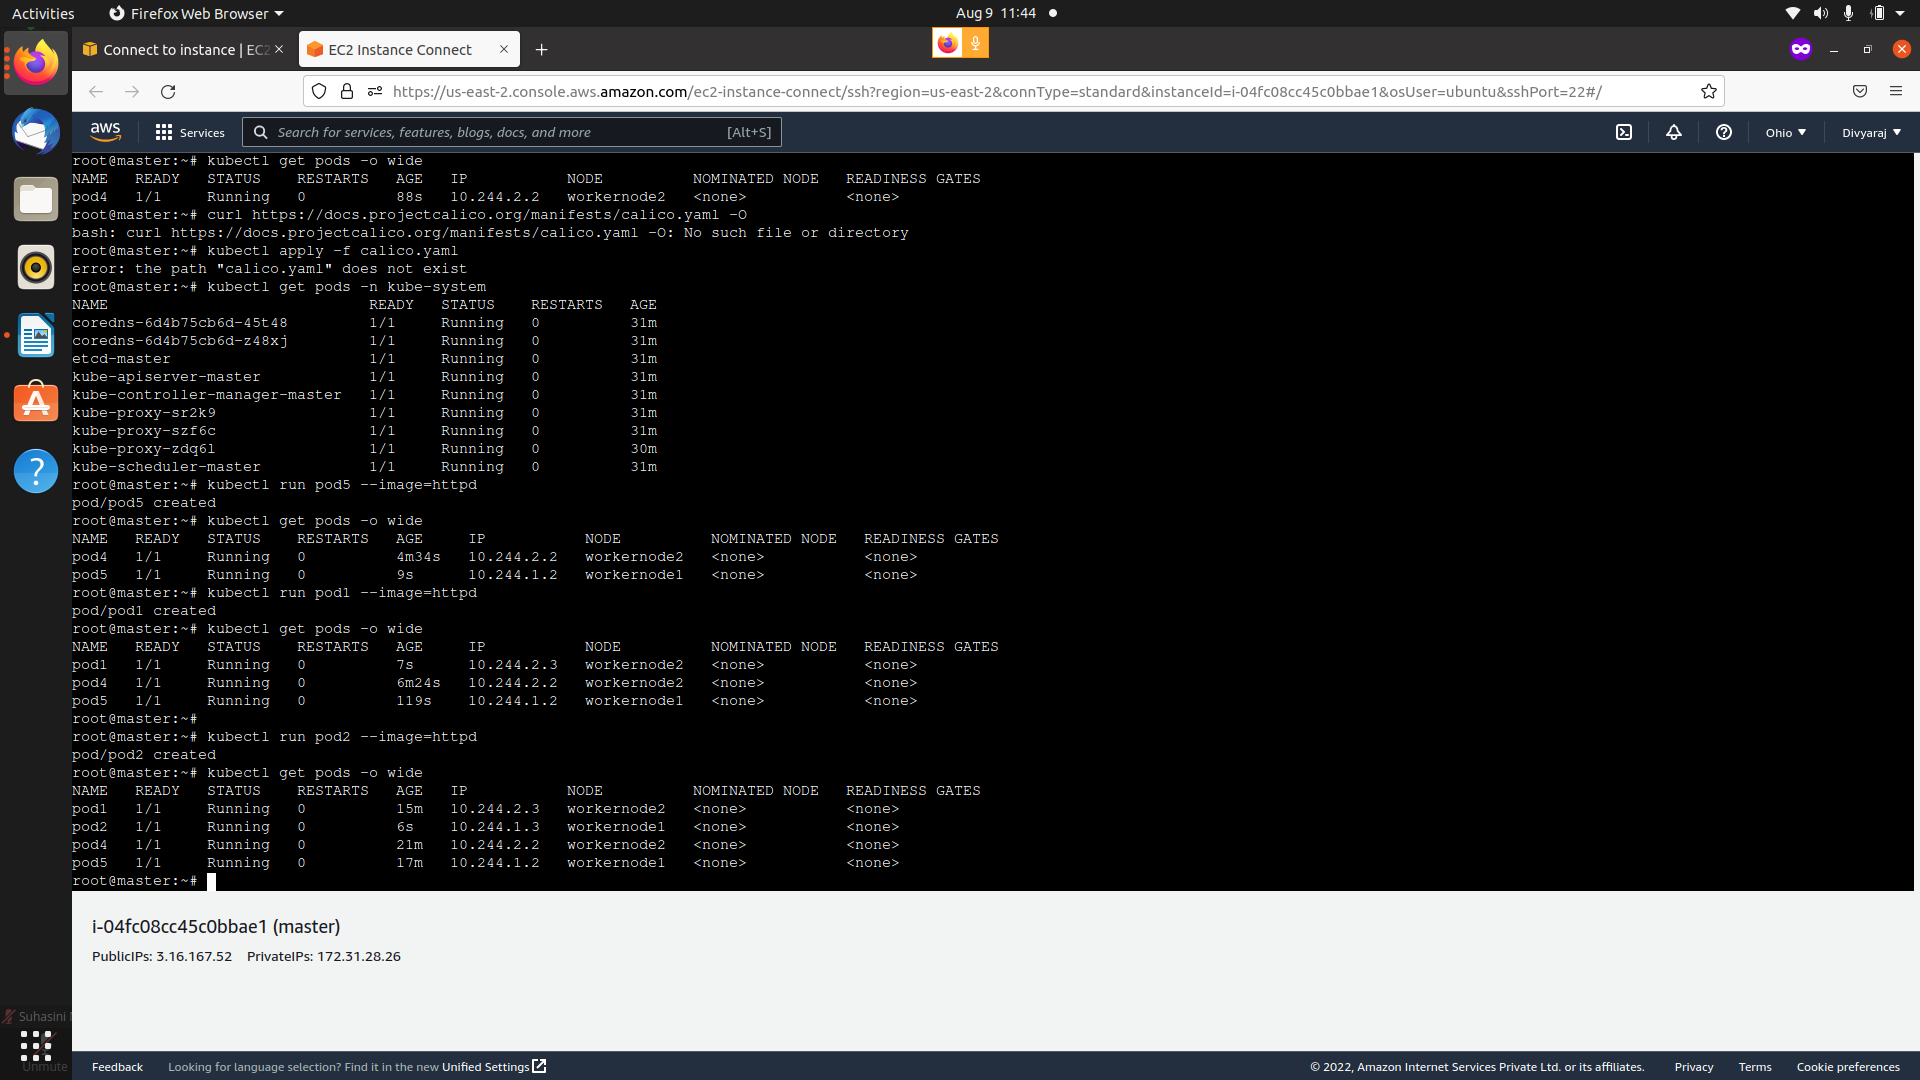 Activities
Firefox Web Browser
Aug 9 11:44
Connect to instance | EC2
EC2 Instance Connect
https://us-east-2.console.aws.amazon.com/ec2-instance-connect/ssh?region=us-east-2&connType=standard&instanceId=i-04fc08cc45c0bbae1&osUser=ubuntu&sshPort=22#/
aws
Services
Search for services, features, blogs, docs, and more
[Alt+S]
Ohio
Divyaraj
root@master:~# kubectl get pods -o wide
NAME READY STATUS RESTARTS AGE IP NODE NOMINATED NODE READINESS GATES
pod4 1/1 Running 0 88s 10.244.2.2 workernode2 <none> <none>
root@master:~# curl https://docs.projectcalico.org/manifests/calico.yaml -O
bash: curl https://docs.projectcalico.org/manifests/calico.yaml -O: No such file or directory
root@master:~# kubectl apply -f calico.yaml
error: the path "calico.yaml" does not exist
root@master:~# kubectl get pods -n kube-system
NAME READY STATUS RESTARTS AGE
coredns-6d4b75cb6d-45t48 1/1 Running 0 31m
coredns-6d4b75cb6d-z48xj 1/1 Running 0 31m
etcd-master 1/1 Running 0 31m
kube-apiserver-master 1/1 Running 0 31m
kube-controller-manager-master 1/1 Running 0 31m
kube-proxy-sr2k9 1/1 Running 0 31m
kube-proxy-szf6c 1/1 Running 0 31m
kube-proxy-zdq6l 1/1 Running 0 30m
kube-scheduler-master 1/1 Running 0 31m
root@master:~# kubectl run pod5 --image=httpd
pod/pod5 created
root@master:~# kubectl get pods -o wide
NAME READY STATUS RESTARTS AGE IP NODE NOMINATED NODE READINESS GATES
pod4 1/1 Running 0 4m34s 10.244.2.2 workernode2 <none> <none>
pod5 1/1 Running 0 9s 10.244.1.2 workernode1 <none> <none>
root@master:~# kubectl run pod1 --image=httpd
pod/pod1 created
root@master:~# kubectl get pods -o wide
NAME READY STATUS RESTARTS AGE IP NODE NOMINATED NODE READINESS GATES
pod1 1/1 Running 0 7s 10.244.2.3 workernode2 <none> <none>
pod4 1/1 Running 0 6m24s 10.244.2.2 workernode2 <none> <none>
pod5 1/1 Running 0 119s 10.244.1.2 workernode1 <none> <none>
root@master:~#
root@master:~# kubectl run pod2 --image=httpd
pod/pod2 created
root@master:~# kubectl get pods -o wide
NAME READY STATUS RESTARTS AGE IP NODE NOMINATED NODE READINESS GATES
pod1 1/1 Running 0 15m 10.244.2.3 workernode2 <none> <none>
pod2 1/1 Running 0 6s 10.244.1.3 workernode1 <none> <none>
pod4 1/1 Running 0 21m 10.244.2.2 workernode2 <none> <none>
pod5 1/1 Running 0 17m 10.244.1.2 workernode1 <none> <none>
root@master:~#
i-04fc08cc45c0bbae1 (master)
PublicIPs: 3.16.167.52 PrivateIPs: 172.31.28.26
Suhasini
Unmute
Feedback
Looking for language selection? Find it in the new Unified Settings
© 2022, Amazon Internet Services Private Ltd. or its affiliates.
Privacy
Terms
Cookie preferences